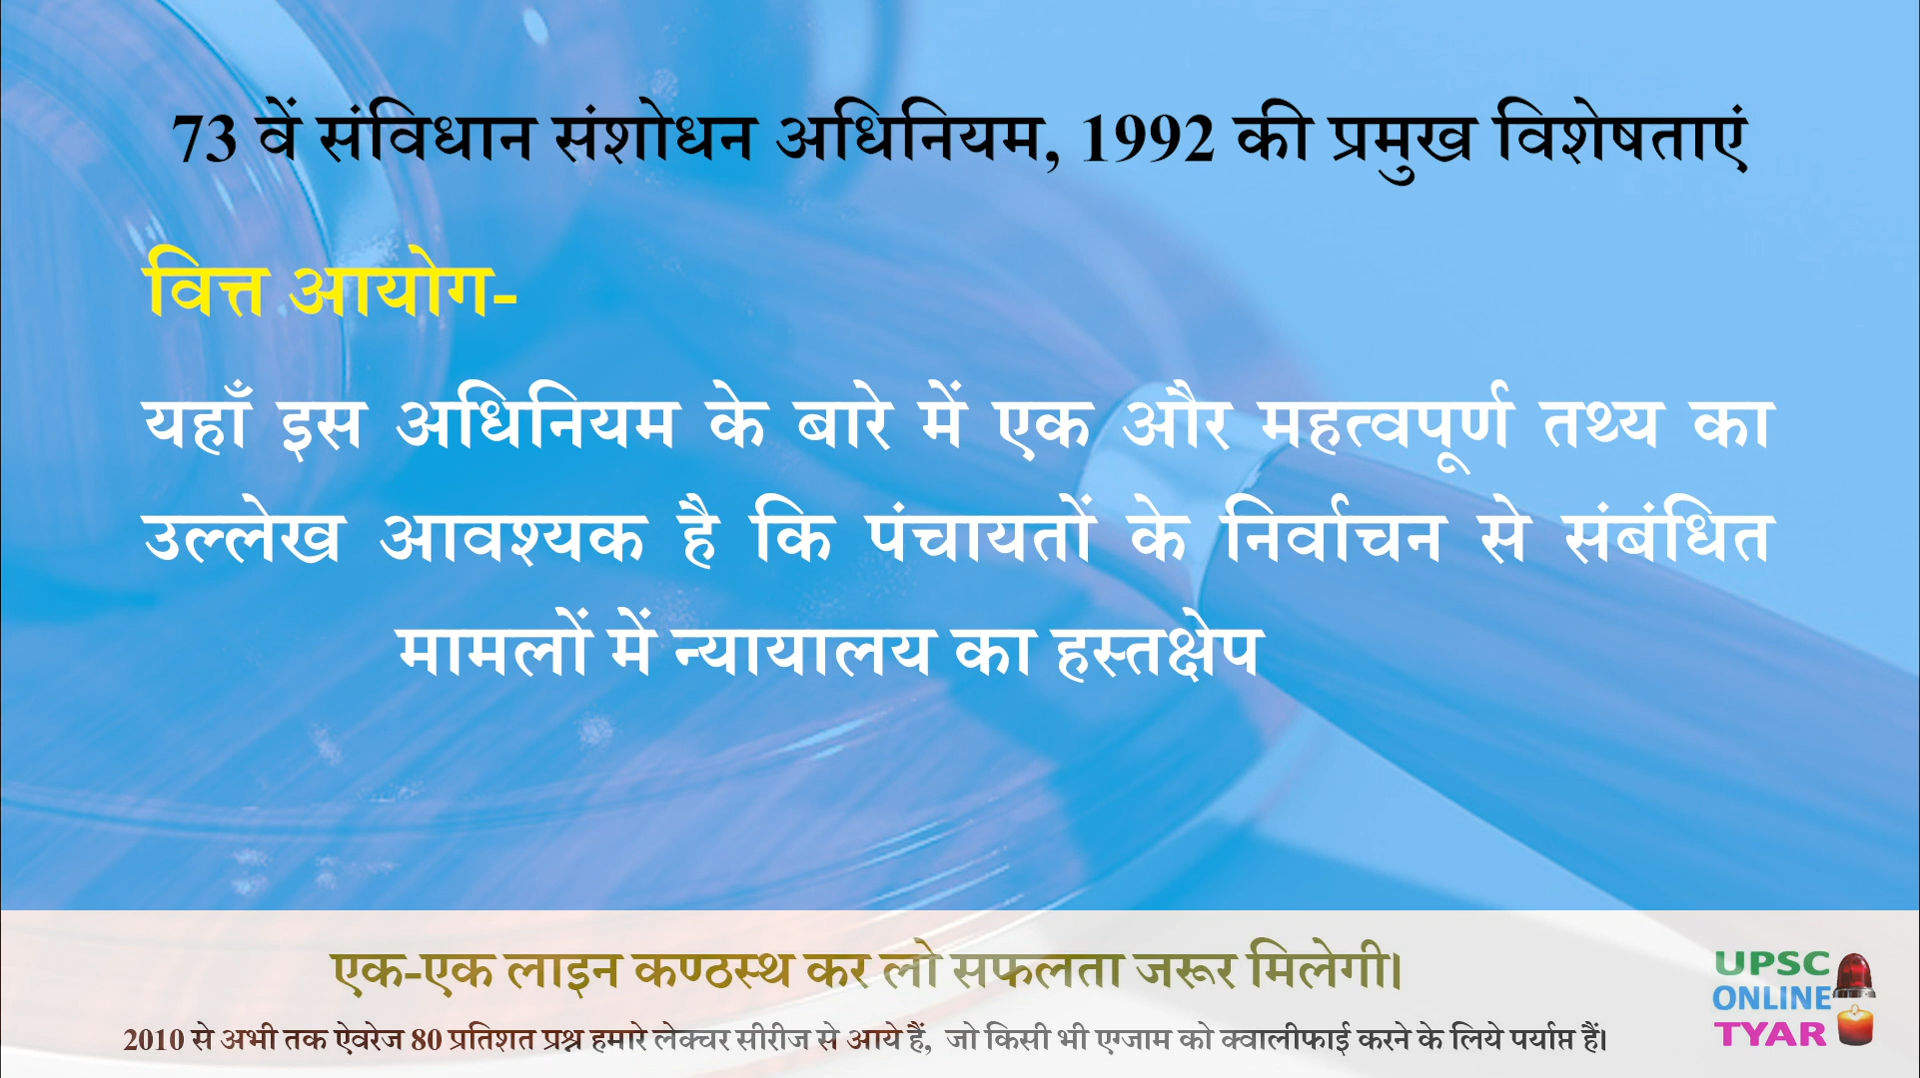 73 वें संविधान संशोधन अधिनियम, 1992 की प्रमुख विशेषताएं
वित्त आयोग-
यहाँ इस अधिनियम के बारे में एक और महत्वपूर्ण तथ्य का
उल्लेख आवश्यक है कि पंचायतों के निर्वाचन से संबंधित
मामलों में न्यायालय का हस्तक्षेप
एक-एक लाइन कण्ठस्थ कर लो सफलता जरूर मिलेगी।
2010 से अभी तक ऐवरेज 80 प्रतिशत प्रश्न हमारे लेक्चर सीरीज से आये हैं, जो किसी भी एग्जाम को क्वालीफाई करने के लिये पर्याप्त हैं।
UPSC
ONLINE
TYAR